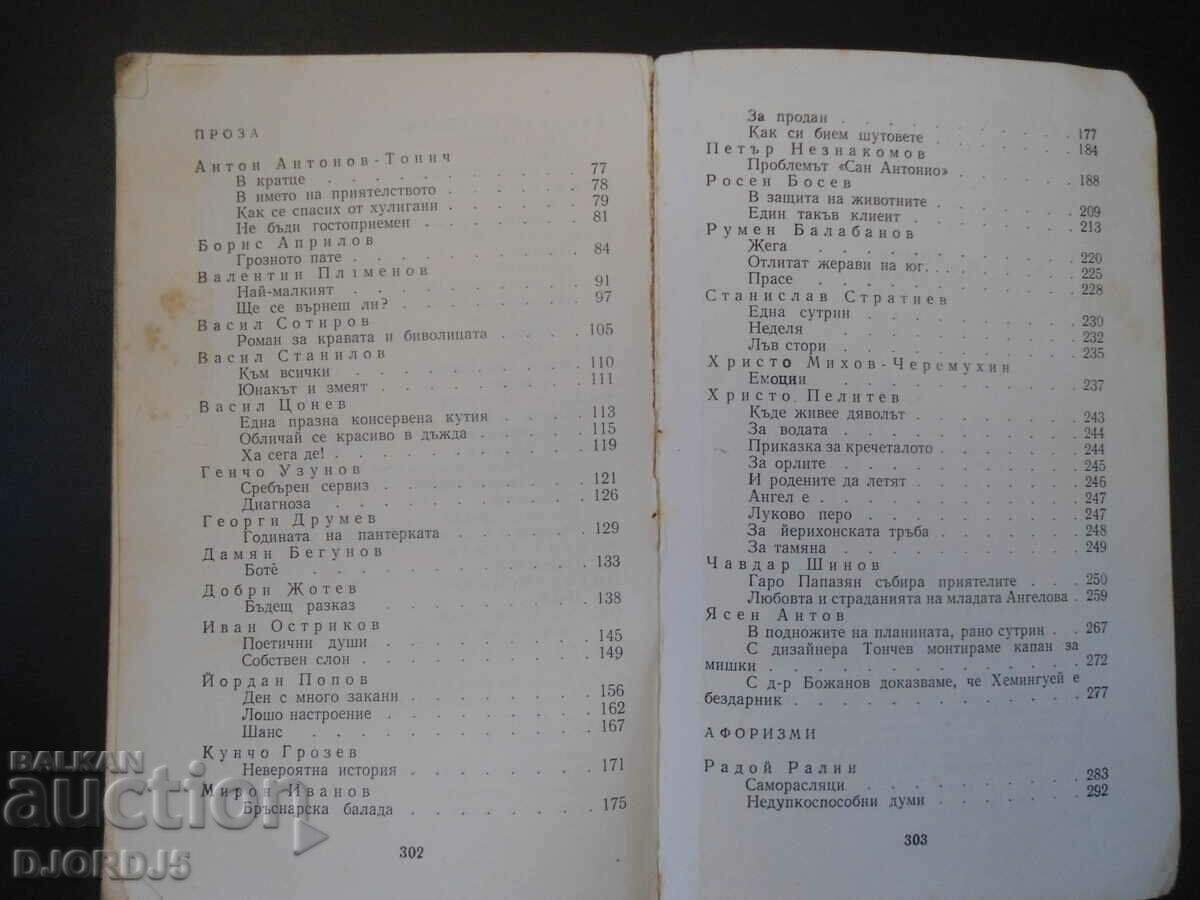 ПРОЗА
Антон Антонов-Тонич
В кратце . . . . . . . . . 77
В името на приятелството . . . . 78
Как се спасих от хулигани . . . . 79
Не бъди гостоприемен . . . . . 81
Борис Априлов
Грозното пате . . . . . . . 84
Валентин Пламенов
Най-малкият . . . . . . . 91
Ще се върнеш ли? . . . . . . 97
Васил Сотиров
Роман за кравата и биволицата . . . 105
Васил Станилов
Към всички . . . . . . . 110
Юнакът и змеят . . . . . . 111
Васил Цонев
Една празна консервена кутия . . . 113
Обличай се красиво в дъжда . . . . 115
Ха сега де! . . . . . . . . 119
Генчо Узунов
Сребърен сервиз . . . . . . 121
Диагноза . . . . . . . . 126
Георги Друмев
Годината на пантерката . . . . 129
Дамян Бегунов
Ботѐ . . . . . . . . . 133
Добри Жотев
Бъдещ разказ . . . . . . . 138
Иван Остриков
Поетични души . . . . . . 145
Собствен слон . . . . . . . 149
Йордан Попов
Ден с много закани . . . . . 156
Лошо настроение . . . . . . 162
Шанс . . . . . . . . . 167
Кунчо Грозев
Невероятна история . . . . . 171
Мирон Иванов
Бръснарска балада . . . . . 175
302
За продан . . . . . . . . 177
Как си бием шутовете . . . . . 184
Петър Незнакомов
Проблемът «Сан Антонио» . . . . 188
Росен Босев
В защита на животните . . . . . 209
Един такъв клиент . . . . . . 213
Румен Балабанов
Жега . . . . . . . . . 220
Отлитат жерави на юг . . . . . 225
Прасе . . . . . . . . . 228
Станислав Стратиев
Една сутрин . . . . . . . 230
Неделя . . . . . . . . 232
Лъв стори . . . . . . . . 235
Христо Михов-Черемухин
Емоции . . . . . . . . 237
Христо Пелитев
Къде живее дяволът . . . . . 243
За водата . . . . . . . . 244
Приказка за кречеталото . . . . 244
За орлите . . . . . . . . 245
И родените да летят . . . . . 246
Ангел е . . . . . . . . 247
Луково перо . . . . . . . 247
За йерихонската тръба . . . . . 248
За тамяна . . . . . . . . 249
Чавдар Шинов
Гаро Папазян събира приятелите . . . 250
Любовта и страданията на младата Ангелова . 259
Ясен Антов
В подножите на планината, рано сутрин . . 267
С дизайнера Тончев монтираме капан за
мишки . . . . . . . . . 272
С д-р Божанов доказваме, че Хемингуей е
бездарник . . . . . . . . 277
АФОРИЗМИ
Радой Ралин
Саморасляци . . . . . . . 283
Недупкоспособни думи . . . . . 292
303
BALKAN
auction
DJORDJ5